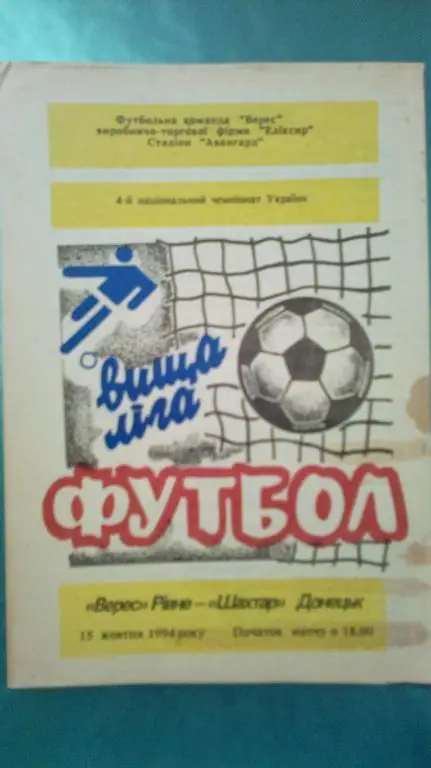 Футбольна команда "Верес"
виробничо-торгової фірми "Еліксир"
Стадіон "Авангард"
4-й національний чемпіонат України
вища
ліга
ФУТБОЛ
«Верес» Рівне – «Шахтар» Донецьк
15 жовтня 1994 року Початок матчу о 18.00